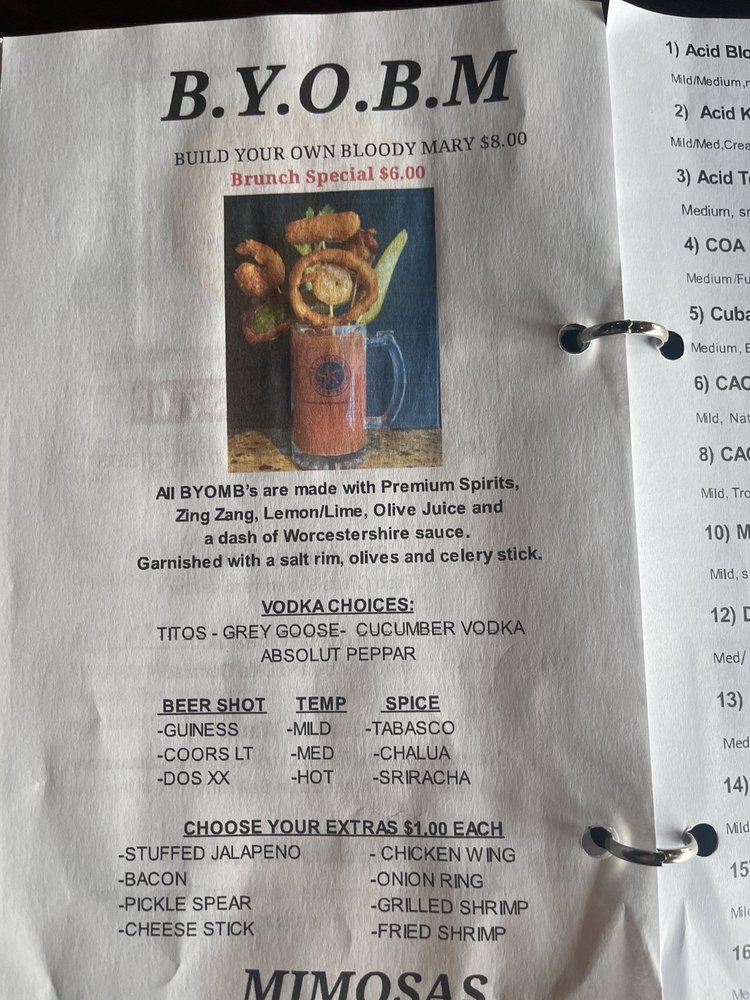 B.Y.O.B.M
BUILD YOUR OWN BLOODY MARY $8.00
Brunch Special $6.00
All BYOMB's are made with Premium Spirits,
Zing Zang, Lemon/Lime, Olive Juice and
a dash of Worcestershire sauce.
Garnished with a salt rim, olives and celery stick.
VODKA CHOICES:
TITOS - GREY GOOSE- CUCUMBER VODKA
ABSOLUT PEPPAR
BEER SHOT TEMP SPICE
-GUINESS -MILD -TABASCO
-COORS LT -MED -CHALUA
-DOS XX -HOT -SRIRACHA
CHOOSE YOUR EXTRAS $1.00 EACH
-STUFFED JALAPENO - CHICKEN WING
-BACON -ONION RING
-PICKLE SPEAR -GRILLED SHRIMP
-CHEESE STICK -FRIED SHRIMP
MIMOSAS
1) Acid
Mild/Medium,
2) Acid
Mild/Med,
3) Acid
Medium,
4) COA
Medium/
5)
Medium,
6)
Mild,
8)
Mild,
10)
Mild,
12)
Med/
13)
Med
14)
Mild
15
16